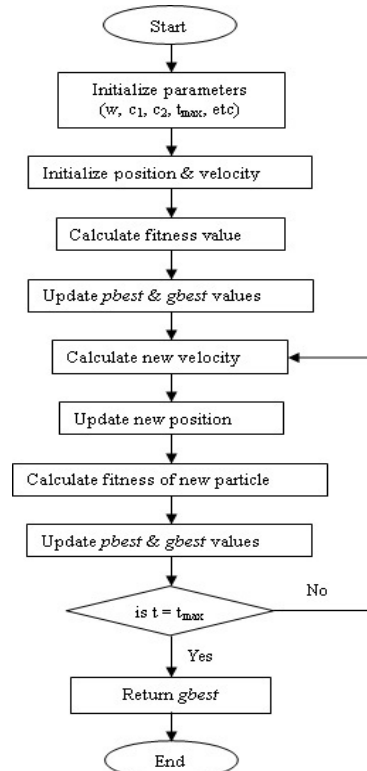 Start
Initialize parameters
(w, c₁, c₂, tₘₐₓ, etc)
Initialize position & velocity
Calculate fitness value
Update pbest & gbest values
Calculate new velocity
Update new position
Calculate fitness of new particle
Update pbest & gbest values
is t = tₘₐₓ
No
Yes
Return gbest
End